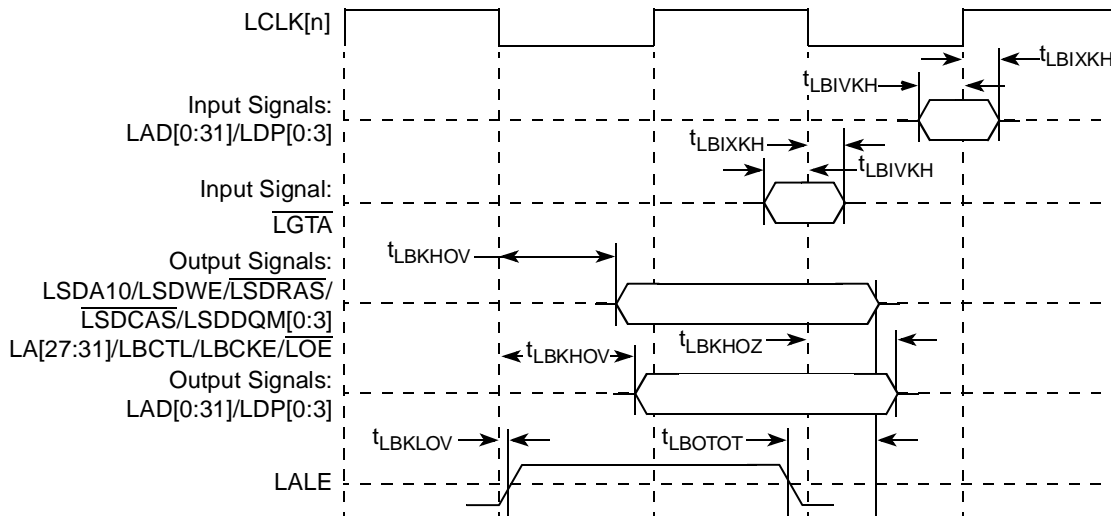 LCLK[n]
tLBIXKH
tLBIVKH
Input Signals:
LAD[0:31]/LDP[0:3]
tLBIXKH
tLBIVKH
Input Signal:
LGTA
tLBKHOV
Output Signals:
LSDA10/LSDWE/LSDRAS/
LSDCAS/LSDDQM[0:3]
LA[27:31]/LBCTL/LBCKE/LOE
tLBKHOV
tLBKHOZ
Output Signals:
LAD[0:31]/LDP[0:3]
tLBKLOV
tLBOTOT
LALE